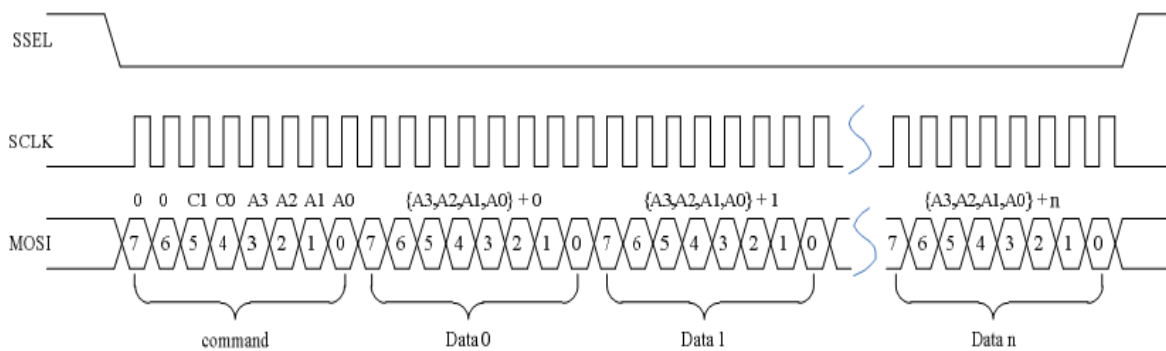 SSEL
SCLK
0 0 C1 C0 A3 A2 A1 A0 {A3,A2,A1,A0} + 0 {A3,A2,A1,A0} + 1 {A3,A2,A1,A0} + n
MOSI 7 6 5 4 3 2 1 0 7 6 5 4 3 2 1 0 7 6 5 4 3 2 1 0 7 6 5 4 3 2 1 0
command Data 0 Data 1 Data n